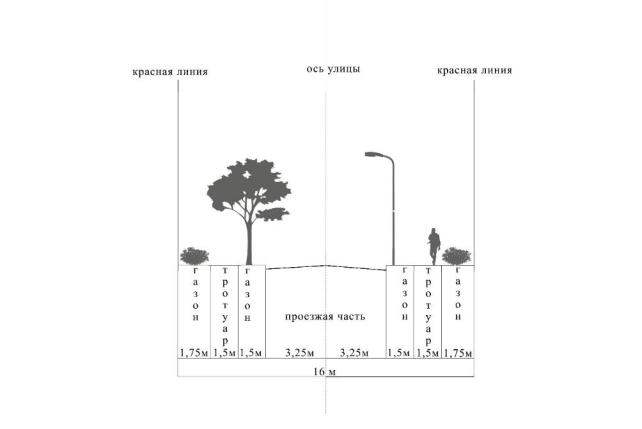 красная линия
ось улицы
красная линия
газон
тротуар
газон
проезжая часть
газон
тротуар
газон
1,75м 1,5м 1,5м 3,25м 3,25м 1,5м 1,5м 1,75м
16 м